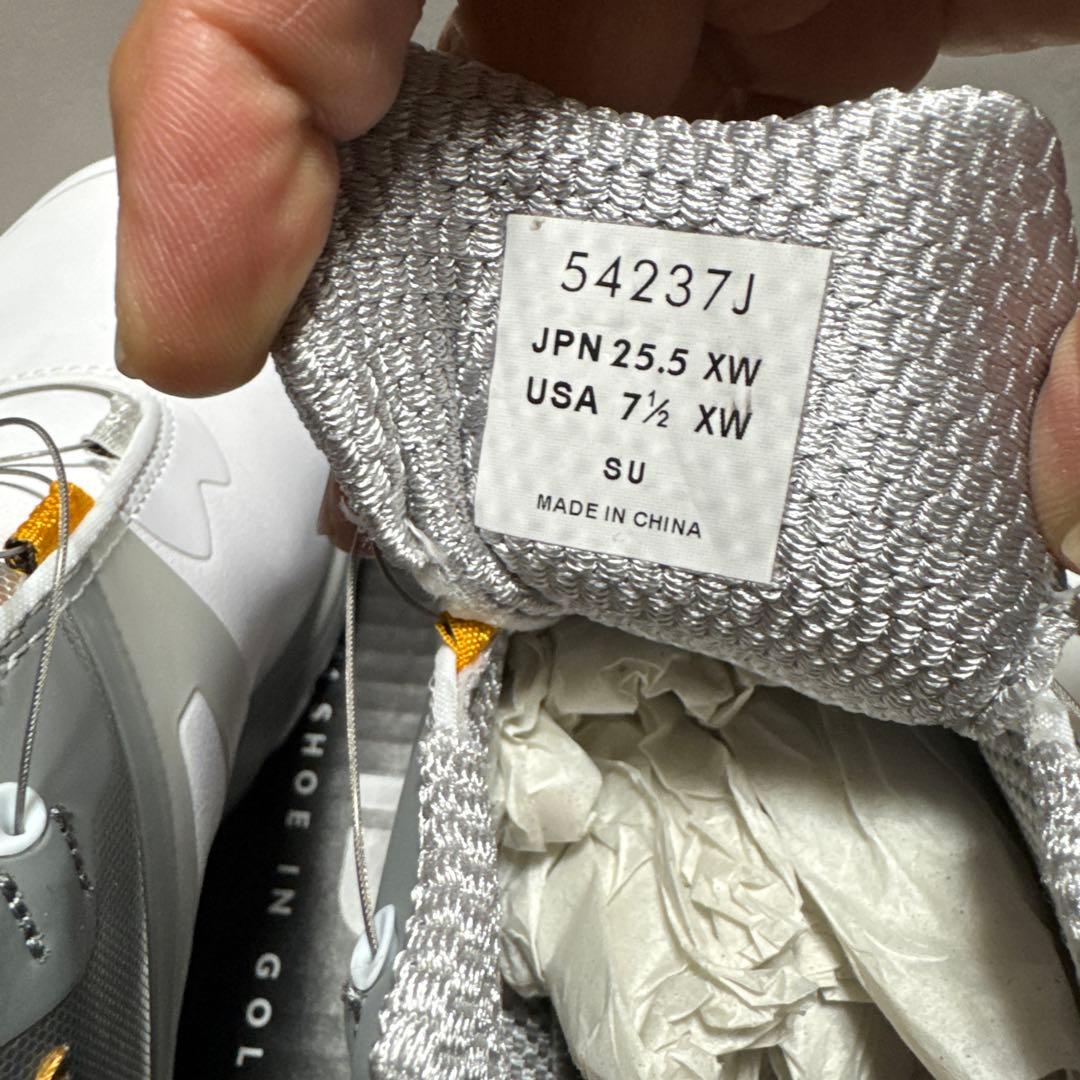 54237J
JPN 25.5 XW
USA 7½ XW
SU
MADE IN CHINA
SHOE IN GOL